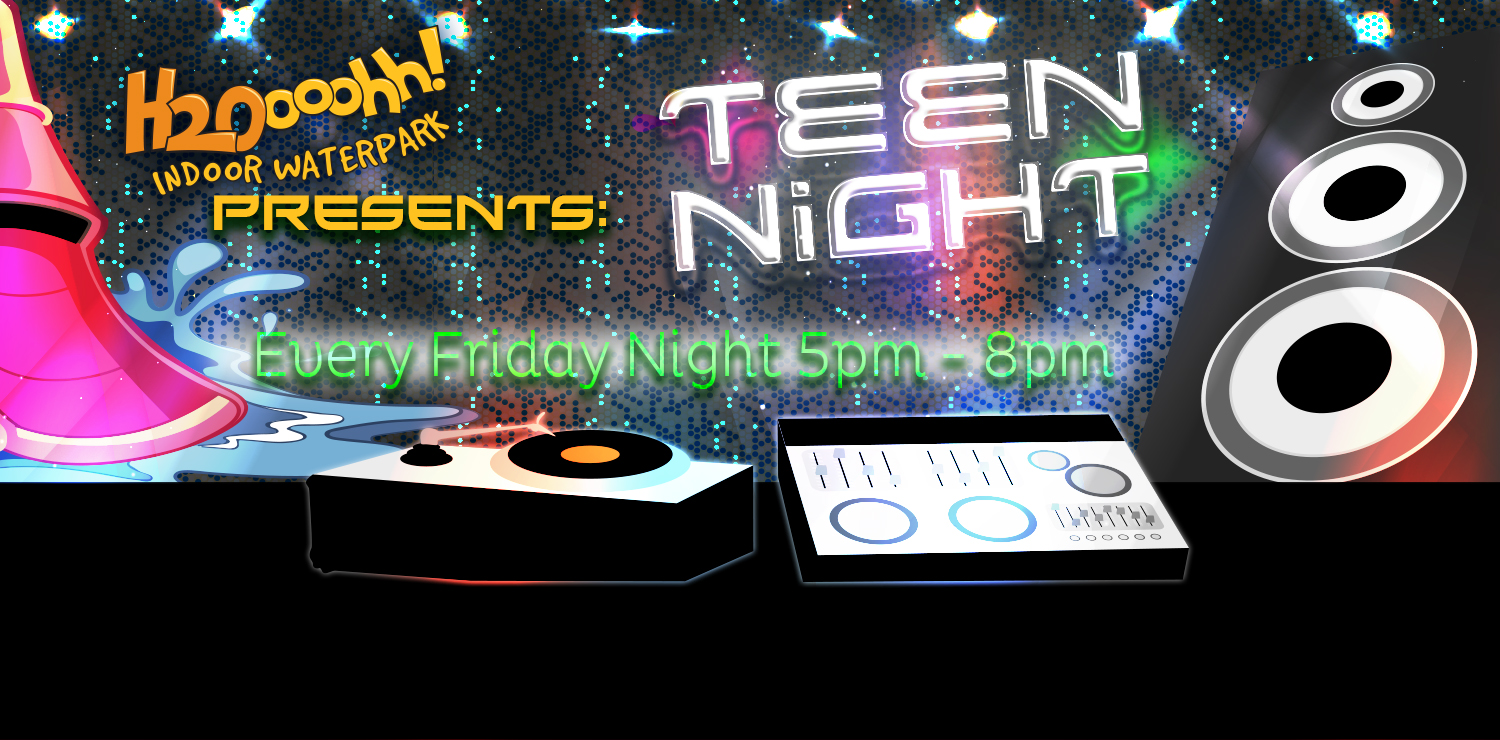 H2Oooohh!
INDOOR WATERPARK
PRESENTS:
TEEN
NiGHT
Every Friday Night 5pm - 8pm